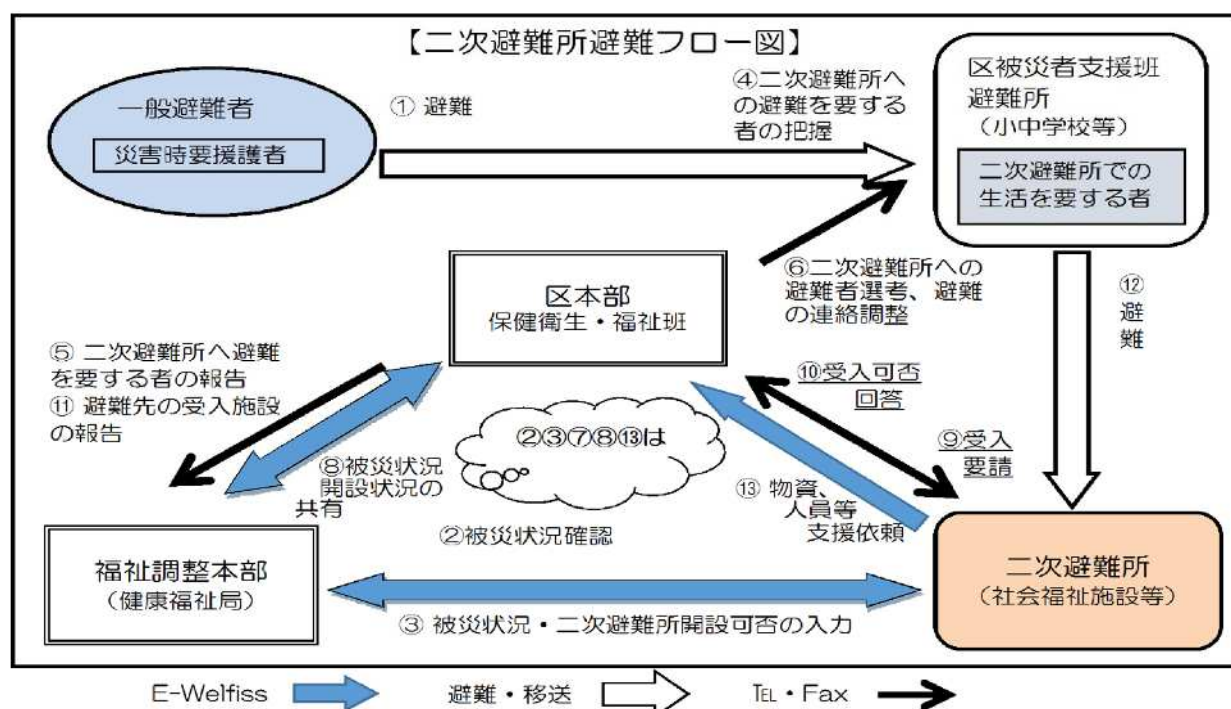 【二次避難所避難フロー図】
一般避難者
災害時要援護者
① 避難
④二次避難所へ
の避難を要する
者の把握
区被災者支援班
避難所
（小中学校等）
二次避難所での
生活を要する者
区本部
保健衛生・福祉班
⑥二次避難所への
避難者選考、避難
の連絡調整
⑫
避
難
⑤ 二次避難所へ避難
を要する者の報告
⑪ 避難先の受入施設
の報告
⑩受入可否
回答
②③⑦⑧⑬は
⑨受入
要請
⑧被災状況
開設状況の
共有
⑬ 物資、
人員等
支援依頼
②被災状況確認
福祉調整本部
（健康福祉局）
二次避難所
（社会福祉施設等）
③ 被災状況・二次避難所開設可否の入力
E-Welfiss
避難・移送
TEL・Fax